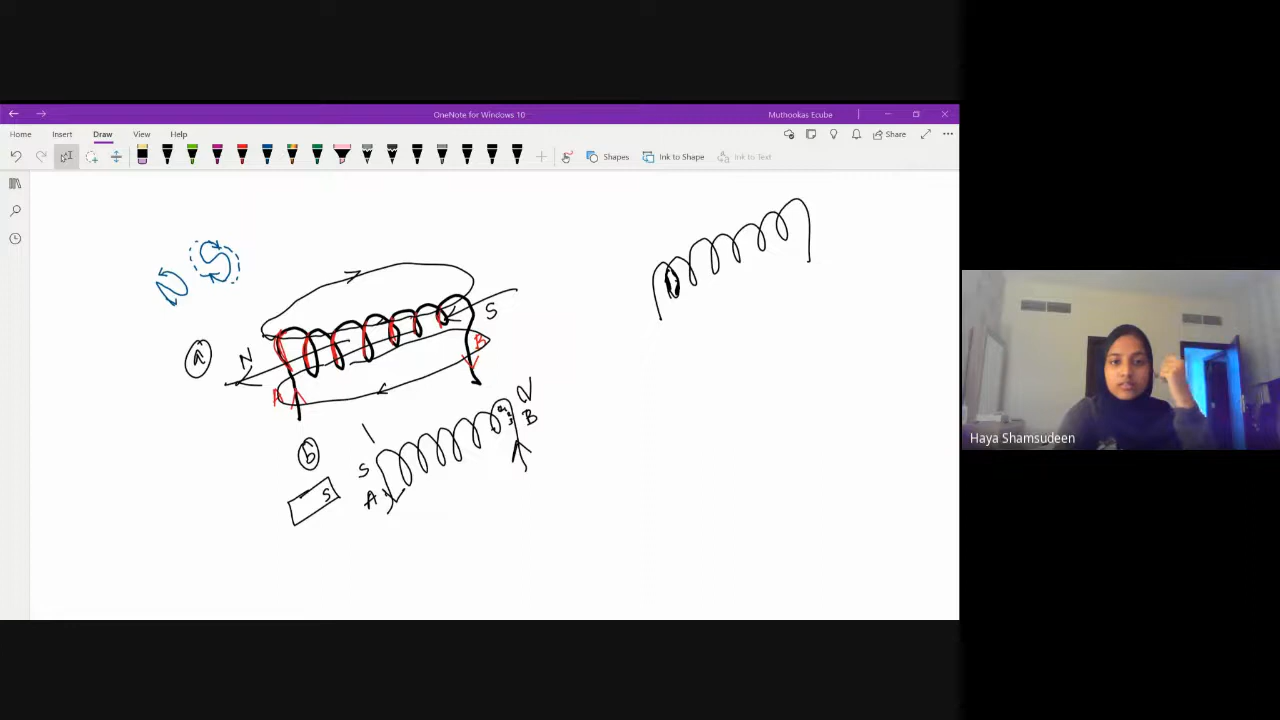 OneNote for Windows 10
Muthookas Ecube
Home Insert Draw View Help
Share
Shapes Ink to Shape Ink to Text
N S
S
N
a
A
B
b
N
B
S
A
S
Haya Shamsudeen